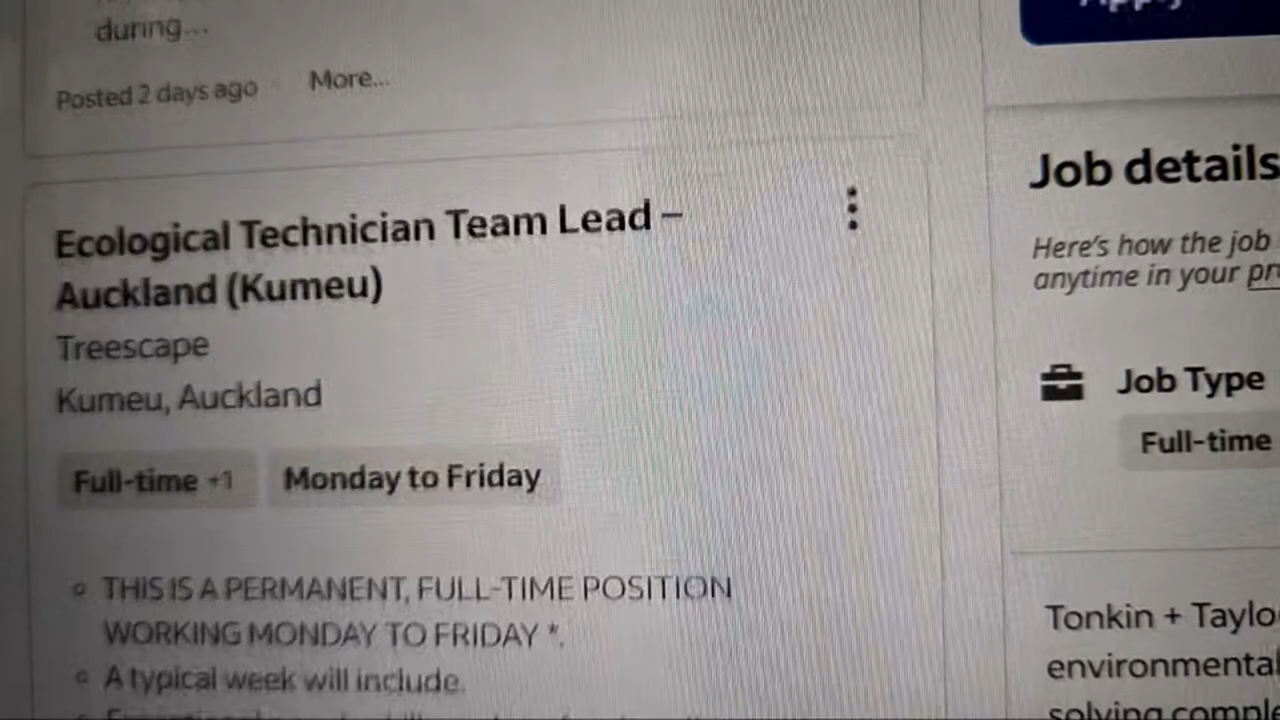 during...
Posted 2 days ago
More...
Ecological Technician Team Lead –
Auckland (Kumeu)
Treescape
Kumeu, Auckland
Full-time +1
Monday to Friday
THIS IS A PERMANENT, FULL-TIME POSITION
WORKING MONDAY TO FRIDAY *.
A typical week will include.
Job details
Here's how the job
anytime in your
Job Type
Full-time
Tonkin + Taylo
environmental
solving